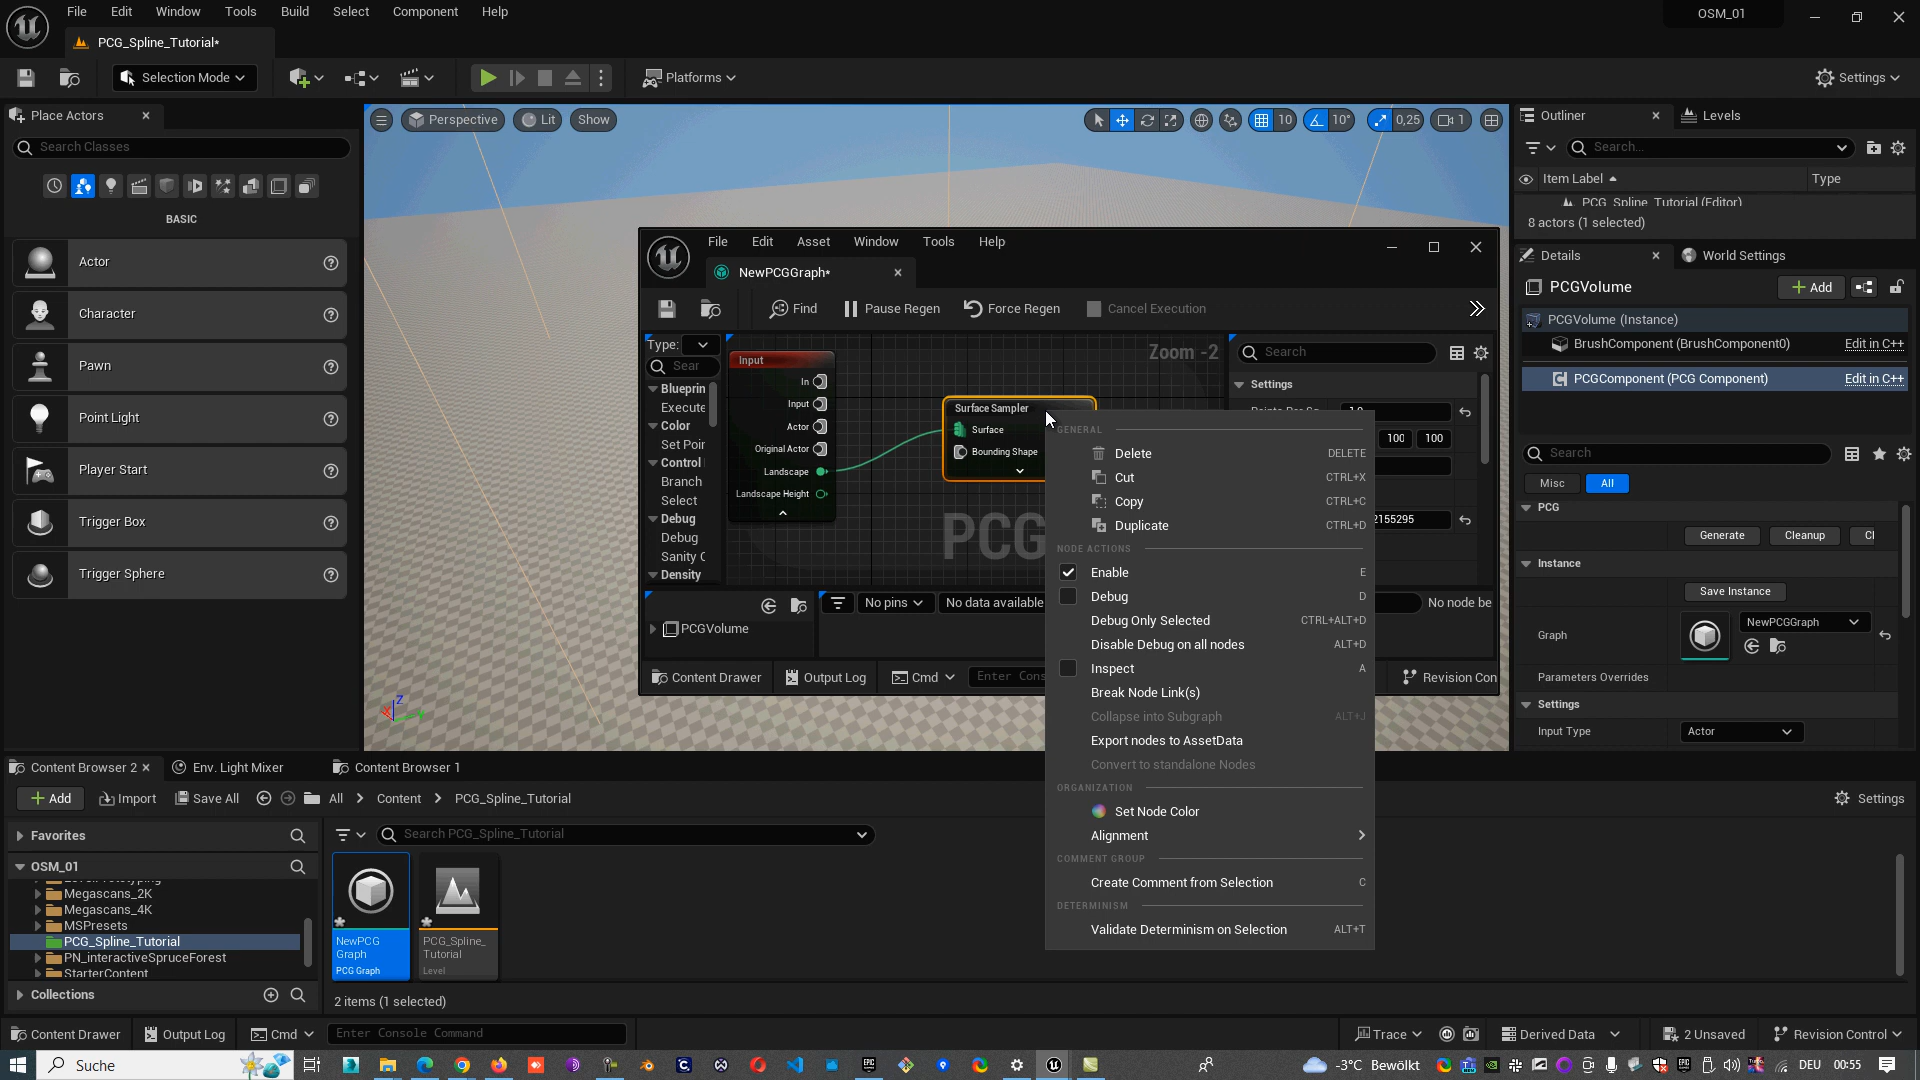 File Edit Window Tools Build Select Component Help
OSM_01
PCG_Spline_Tutorial*
Selection Mode
Platforms
Settings
Place Actors
Search Classes
BASIC
Actor
Character
Pawn
Point Light
Player Start
Trigger Box
Trigger Sphere
Perspective Lit Show
10 10° 0,25 1
Outliner Levels
Search...
Item Label Type
PCG_Spline_Tutorial (Editor)
8 actors (1 selected)
Details World Settings
PCGVolume
Add
PCGVolume (Instance)
BrushComponent (BrushComponent0) Edit in C++
PCGComponent (PCG Component) Edit in C++
Search
Misc All
PCG
Generate Cleanup Cl
Instance
Save Instance
Graph
NewPCGGraph
Parameters Overrides
Settings
Input Type Actor
File Edit Asset Window Tools Help
NewPCGGraph*
Find Pause Regen Force Regen Cancel Execution
Type:
Sear
Blueprin
Execute
Color
Set Poin
Control
Branch
Select
Debug
Debug
Sanity C
Density
Zoom -2
Input
In
Input
Actor
Original Actor
Landscape
Landscape Height
Surface Sampler
Surface
Bounding Shape
PCG
Search
Settings
100 100
2155295
PCGVolume
No pins No data available
No node be
Content Drawer Output Log Cmd Enter Cons
Revision Con
GENERAL
Delete DELETE
Cut CTRL+X
Copy CTRL+C
Duplicate CTRL+D
NODE ACTIONS
Enable E
Debug D
Debug Only Selected CTRL+ALT+D
Disable Debug on all nodes ALT+D
Inspect A
Break Node Link(s)
Collapse into Subgraph ALT+J
Export nodes to AssetData
Convert to standalone Nodes
ORGANIZATION
Set Node Color
Alignment
COMMENT GROUP
Create Comment from Selection C
DETERMINISM
Validate Determinism on Selection ALT+T
Content Browser 2 Env. Light Mixer Content Browser 1
Add Import Save All All Content PCG_Spline_Tutorial
Settings
Favorites
Search PCG_Spline_Tutorial
OSM_01
Megascans_2K
Megascans_4K
MSPresets
PCG_Spline_Tutorial
PN_interactiveSpruceForest
StarterContent
Collections
NewPCG
Graph
PCG Graph
PCG_Spline_
Tutorial
Level
2 items (1 selected)
Content Drawer Output Log Cmd Enter Console Command
Trace Derived Data 2 Unsaved Revision Control
Suche
-3°C Bewölkt
DEU 00:55